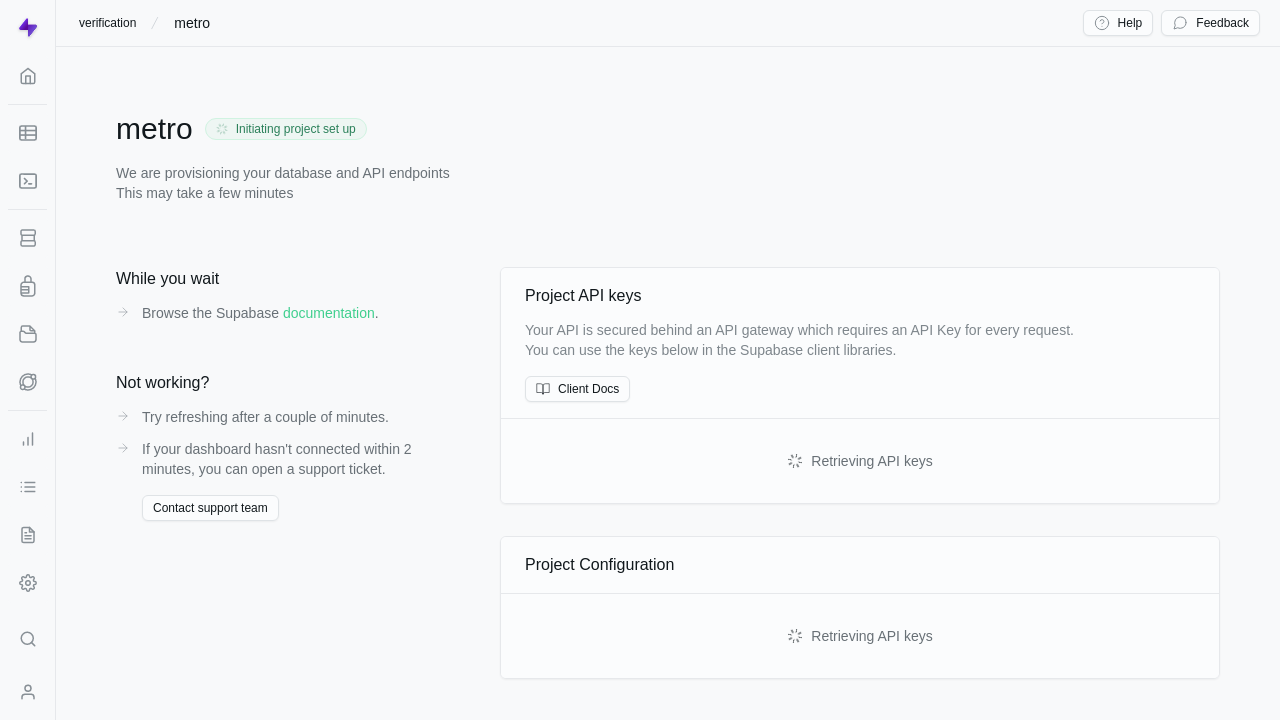 verification / metro
Help
Feedback
metro
Initiating project set up
We are provisioning your database and API endpoints
This may take a few minutes
While you wait
Browse the Supabase documentation.
Not working?
Try refreshing after a couple of minutes.
If your dashboard hasn't connected within 2
minutes, you can open a support ticket.
Contact support team
Project API keys
Your API is secured behind an API gateway which requires an API Key for every request.
You can use the keys below in the Supabase client libraries.
Client Docs
Retrieving API keys
Project Configuration
Retrieving API keys